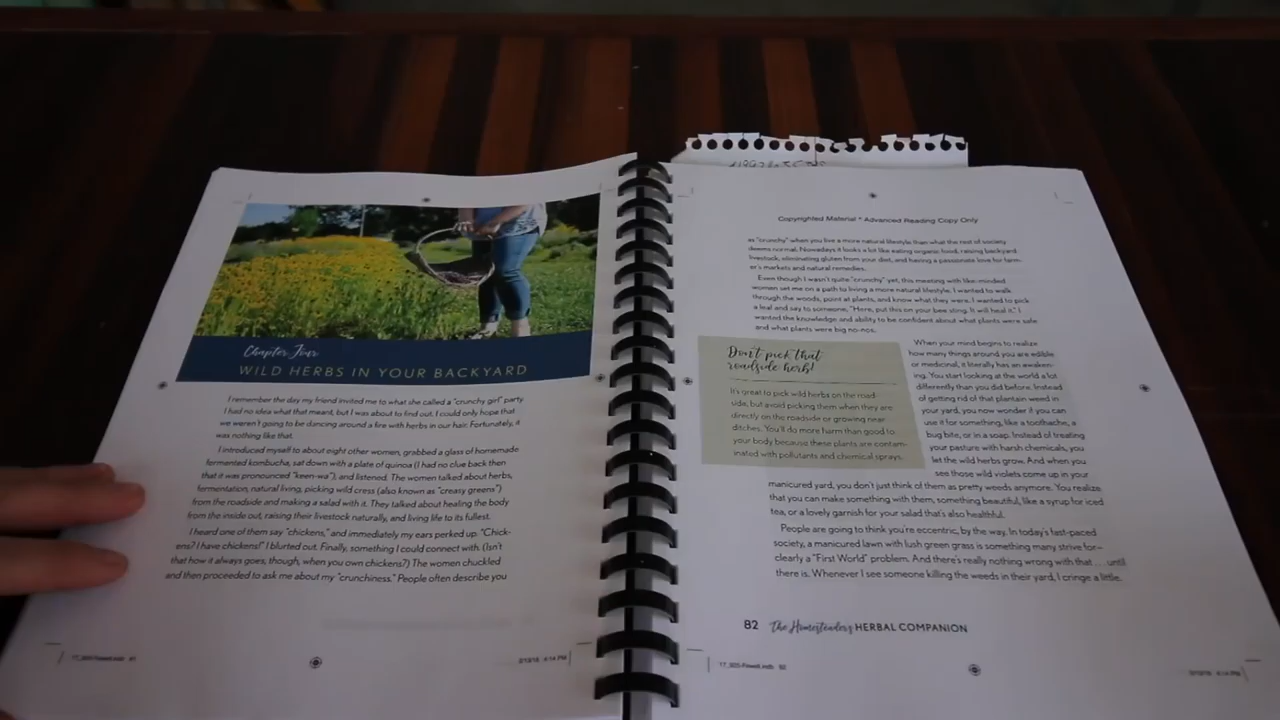 Chapter Four
WILD HERBS IN YOUR BACKYARD
I remember the day my friend invited me to what she called a "crunchy girl" party.
I had no idea what that meant, but I was about to find out. I could only hope that
we weren't going to be dancing around a fire with herbs in our hair. Fortunately, it
was nothing like that.
I introduced myself to about eight other women, grabbed a glass of homemade
fermented kombucha, sat down with a plate of quinoa (I had no clue back then
that it was pronounced "keen-wa"), and listened. The women talked about herbs,
fermentation, natural living, picking wild cress (also known as "creasy greens")
from the roadside and making a salad with it. They talked about healing the body
from the inside out, raising their livestock naturally, and living life to its fullest.
I heard one of them say "chickens," and immediately my ears perked up. "Chick-
ens? I have chickens!" I blurted out. Finally, something I could connect with. (Isn't
that how it always goes, though, when you own chickens?) The women chuckled
and then proceeded to ask me about my "crunchiness." People often describe you
2/13/18 4:14 PM
Copyrighted Material * Advanced Reading Copy Only
as "crunchy" when you live a more natural lifestyle than what the rest of society
deems normal. Nowadays it looks a lot like eating organic food, raising backyard
livestock, eliminating gluten from your diet, and having a passionate love for farm-
er's markets and natural remedies.
Even though I wasn't quite "crunchy" yet, this meeting with like-minded
women set me on a path to living a more natural lifestyle. I wanted to walk
through the woods, point at plants, and know what they were. I wanted to pick
a leaf and say to someone, "Here, put this on your bee sting. It will heal it." I
wanted the knowledge and ability to be confident about what plants were safe
and what plants were big no-nos.
Don't pick that
roadside herb!
It's great to pick wild herbs on the road-
side, but avoid picking them when they are
directly on the roadside or growing near
ditches. You'll do more harm than good to
your body because these plants are contam-
inated with pollutants and chemical sprays.
When your mind begins to realize
how many things around you are edible
or medicinal, it literally has an awaken-
ing. You start looking at the world a lot
differently than you did before. Instead
of getting rid of that plantain weed in
your yard, you now wonder if you can
use it for something, like a toothache, a
bug bite, or in a soap. Instead of treating
your pasture with harsh chemicals, you
let the wild herbs grow. And when you
see those wild violets come up in your
manicured yard, you don't just think of them as pretty weeds anymore. You realize
that you can make something with them, something beautiful, like a syrup for iced
tea, or a lovely garnish for your salad that's also healthful.
People are going to think you're eccentric, by the way. In today's fast-paced
society, a manicured lawn with lush green grass is something many strive for—
clearly a "First World" problem. And there's really nothing wrong with that . . . until
there is. Whenever I see someone killing the weeds in their yard, I cringe a little.
82 The Homesteader's HERBAL COMPANION